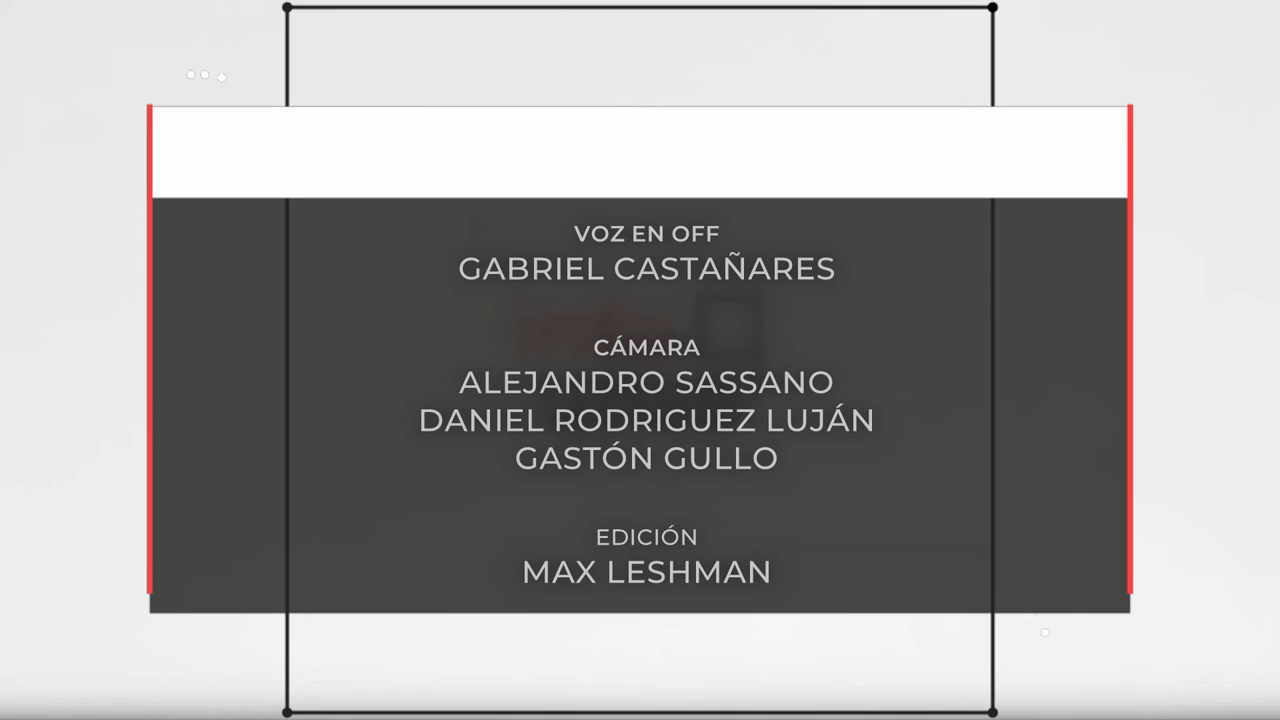 VOZ EN OFF
GABRIEL CASTAÑARES
CÁMARA
ALEJANDRO SASSANO
DANIEL RODRIGUEZ LUJÁN
GASTÓN GULLO
EDICIÓN
MAX LESHMAN